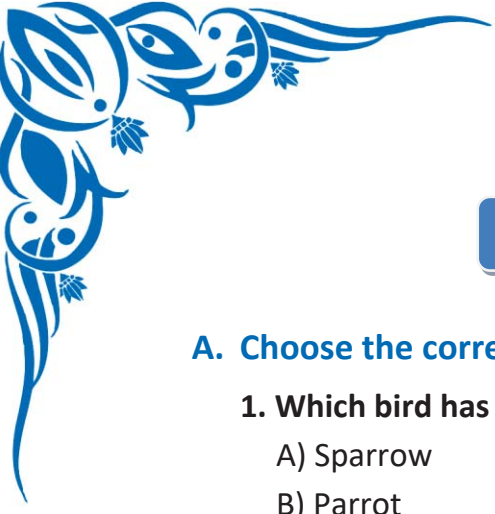 A. Choose the corre
1. Which bird has
A) Sparrow
B) Parrot